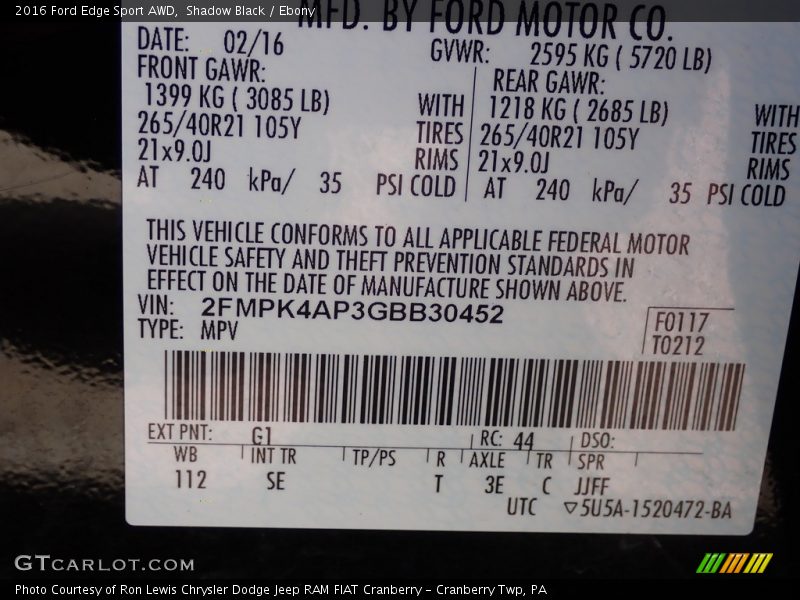 2016 Ford Edge Sport AWD, Shadow Black / Ebony
MFD. BY FORD MOTOR CO.
DATE: 02/16 GVWR: 2595 KG ( 5720 LB)
FRONT GAWR: REAR GAWR:
1399 KG ( 3085 LB) WITH 1218 KG ( 2685 LB) WITH
265/40R21 105Y TIRES 265/40R21 105Y TIRES
21x9.0J RIMS 21x9.0J RIMS
AT 240 kPa/ 35 PSI COLD AT 240 kPa/ 35 PSI COLD
THIS VEHICLE CONFORMS TO ALL APPLICABLE FEDERAL MOTOR
VEHICLE SAFETY AND THEFT PREVENTION STANDARDS IN
EFFECT ON THE DATE OF MANUFACTURE SHOWN ABOVE.
VIN: 2FMPK4AP3GBB30452
TYPE: MPV
F0117
T0212
EXT PNT: G1 RC: 44 DSO:
WB INT TR TP/PS R AXLE TR SPR
112 SE T 3E C JJFF
UTC ▽5U5A-1520472-BA
GTCARLOT.COM
Photo Courtesy of Ron Lewis Chrysler Dodge Jeep RAM FIAT Cranberry – Cranberry Twp, PA